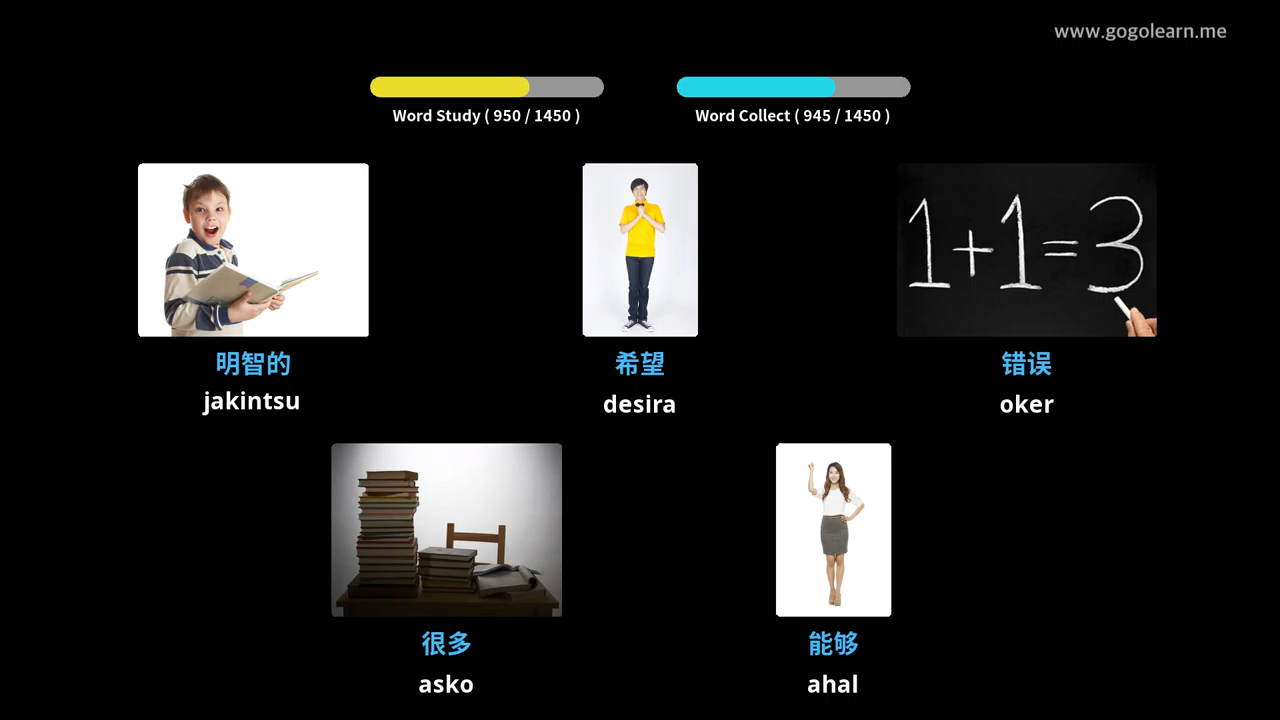 www.gogolearn.me
Word Study ( 950 / 1450 )
Word Collect ( 945 / 1450 )
1+1=3
明智的
希望
错误
jakintsu
desira
oker
很多
能够
asko
ahal